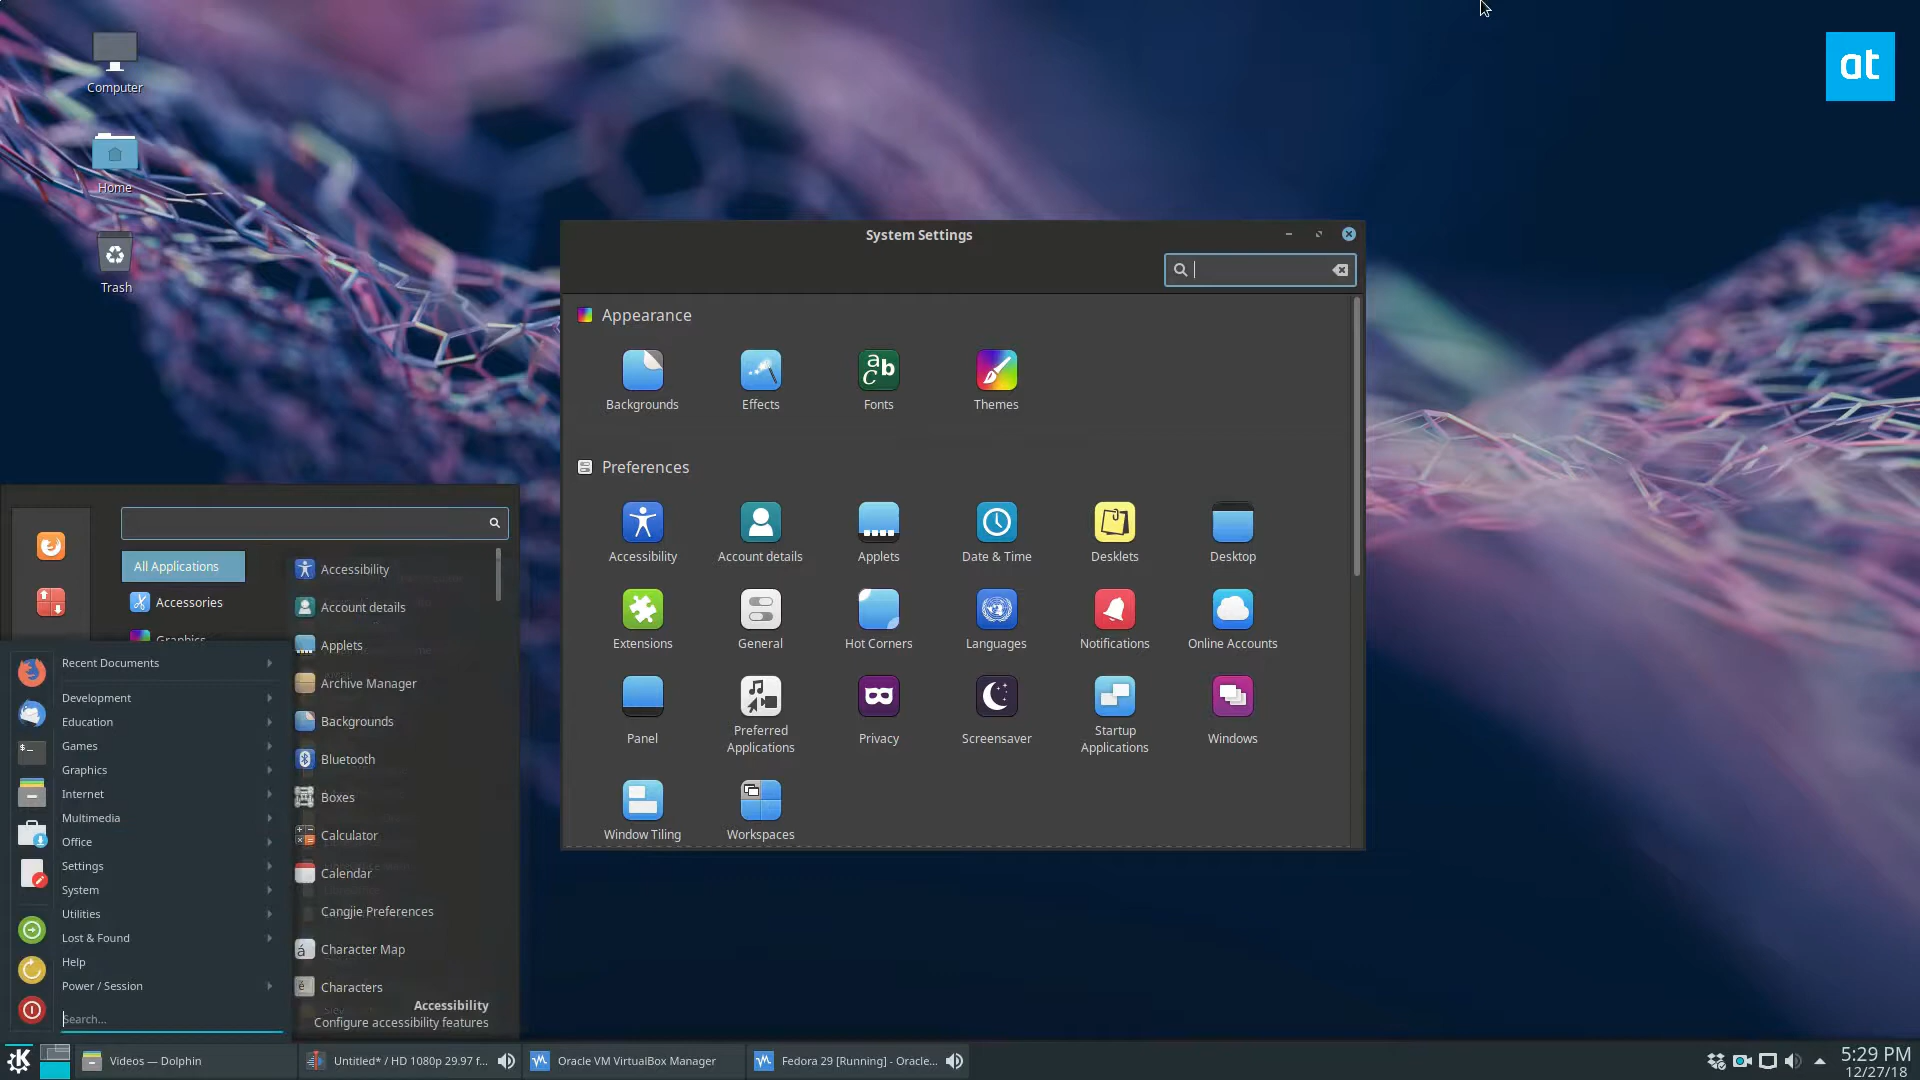 Computer
Home
Trash
at
System Settings
Appearance
Backgrounds
Effects
Fonts
Themes
Preferences
Accessibility
Account details
Applets
Date & Time
Desklets
Desktop
Extensions
General
Hot Corners
Languages
Notifications
Online Accounts
Panel
Preferred
Applications
Privacy
Screensaver
Startup
Applications
Windows
Window Tiling
Workspaces
All Applications
Accessories
Graphics
Accessibility
Account details
Applets
Archive Manager
Backgrounds
Bluetooth
Boxes
Calculator
Calendar
Cangjie Preferences
Character Map
Characters
Accessibility
Configure accessibility features
Recent Documents
Development
Education
Games
Graphics
Internet
Multimedia
Office
Settings
System
Utilities
Lost & Found
Help
Power / Session
Search...
Videos — Dolphin
Untitled* / HD 1080p 29.97 f...
Oracle VM VirtualBox Manager
Fedora 29 [Running] - Oracle...
5:29 PM
12/27/18